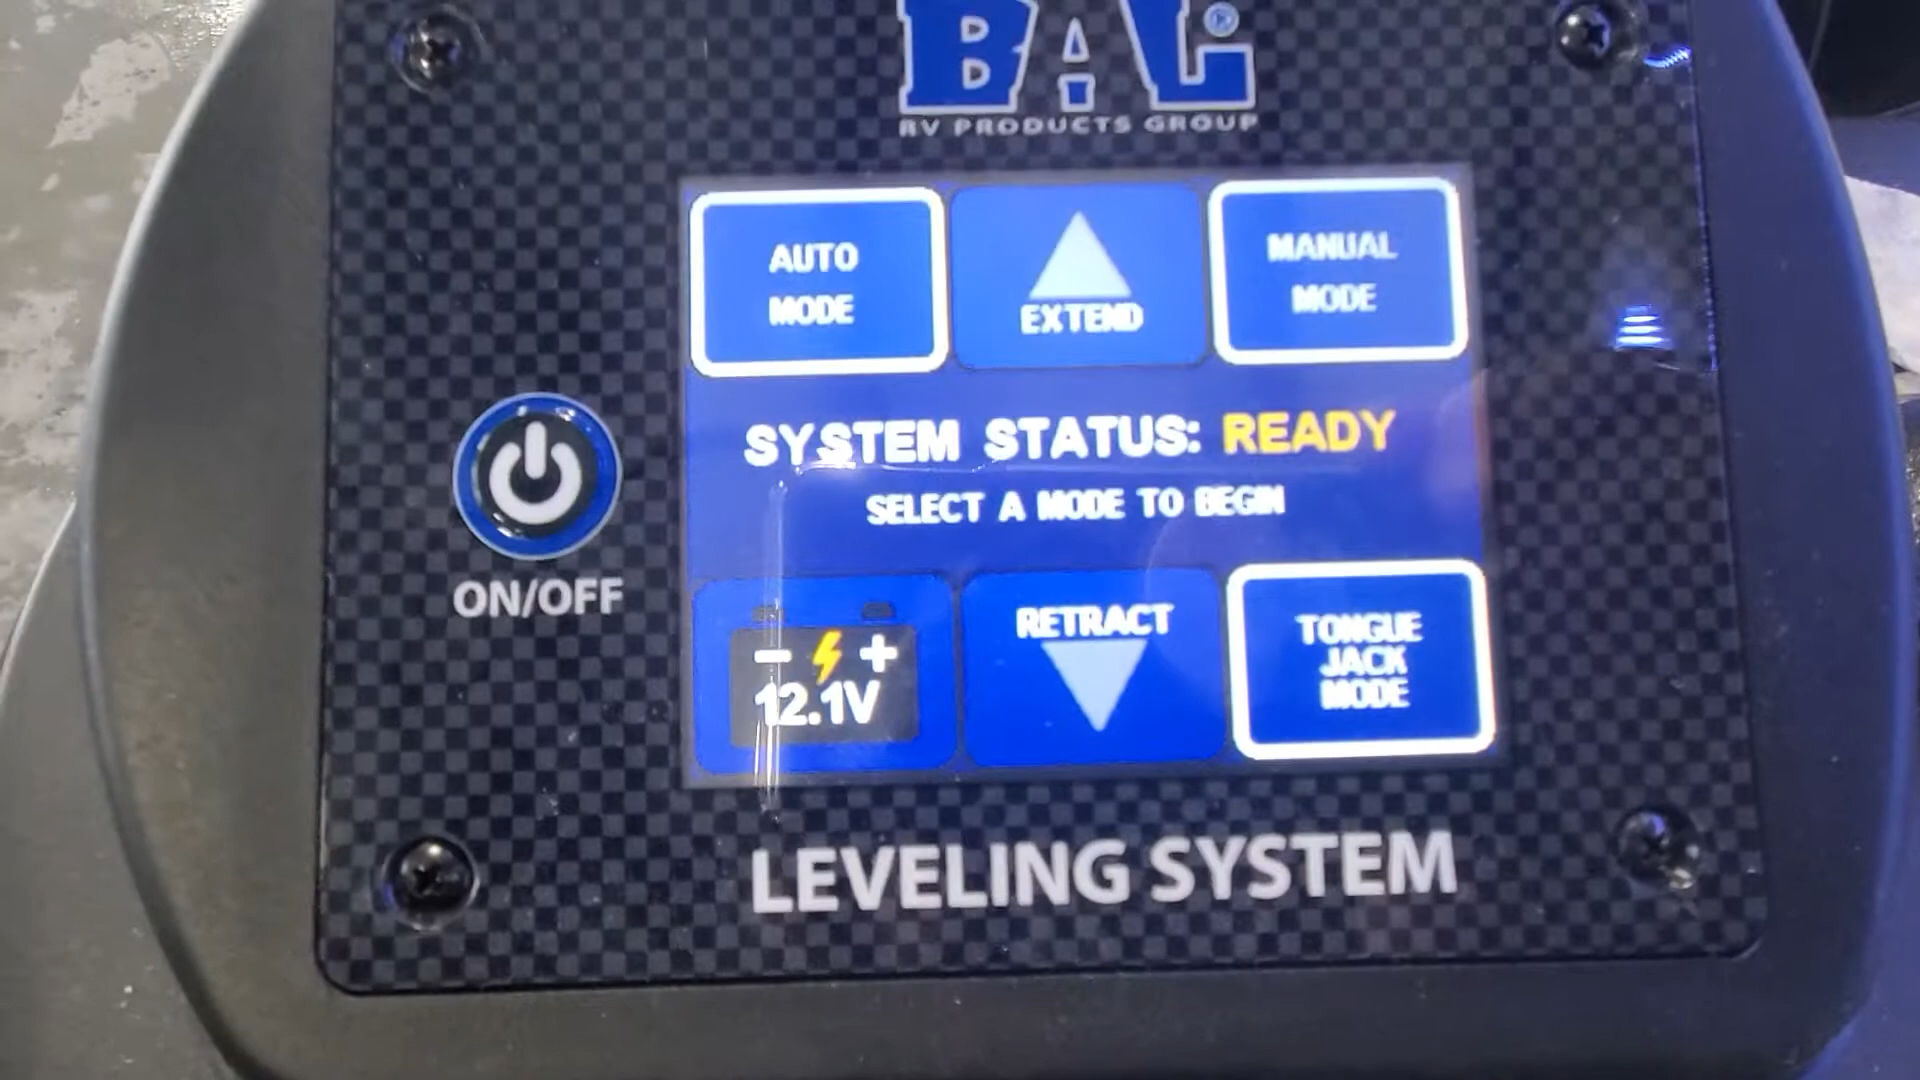 BAL®
RV PRODUCTS GROUP
AUTO
MODE
EXTEND
MANUAL
MODE
SYSTEM STATUS: READY
SELECT A MODE TO BEGIN
ON/OFF
- +
12.1V
RETRACT
TONGUE
JACK
MODE
LEVELING SYSTEM